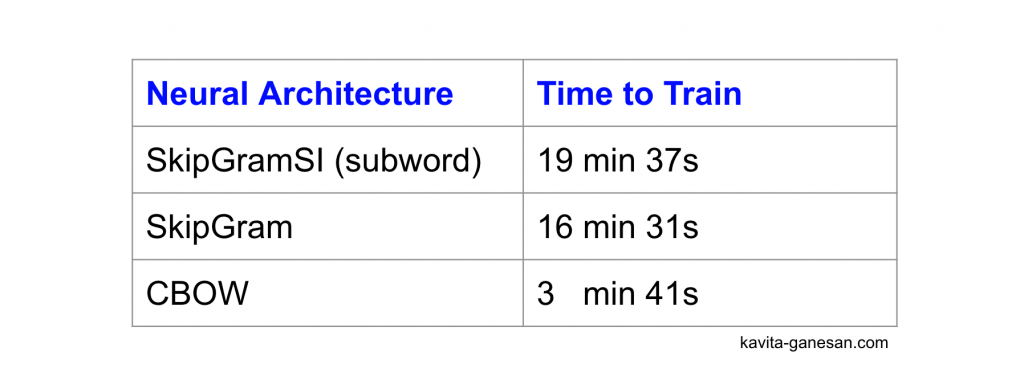 Neural Architecture Time to Train
SkipGramSI (subword) 19 min 37s
SkipGram 16 min 31s
CBOW 3 min 41s
kavita-ganesan.com